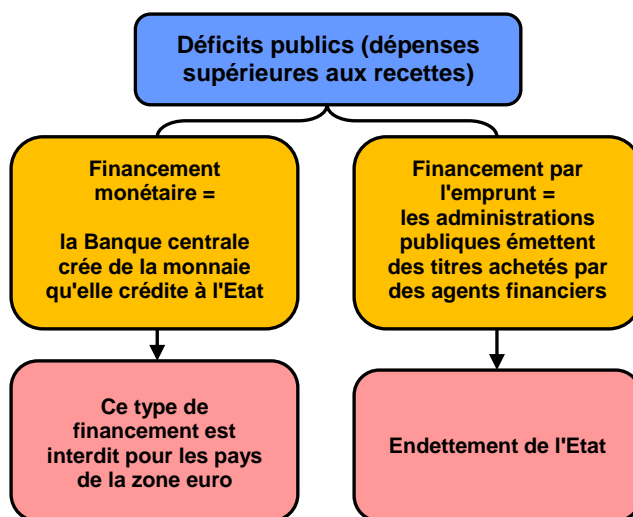 Déficits publics (dépenses
supérieures aux recettes)
Financement
monétaire =
la Banque centrale
crée de la monnaie
qu'elle crédite à l'Etat
Financement par
l'emprunt =
les administrations
publiques émettent
des titres achetés par
des agents financiers
Ce type de
financement est
interdit pour les pays
de la zone euro
Endettement de l'Etat